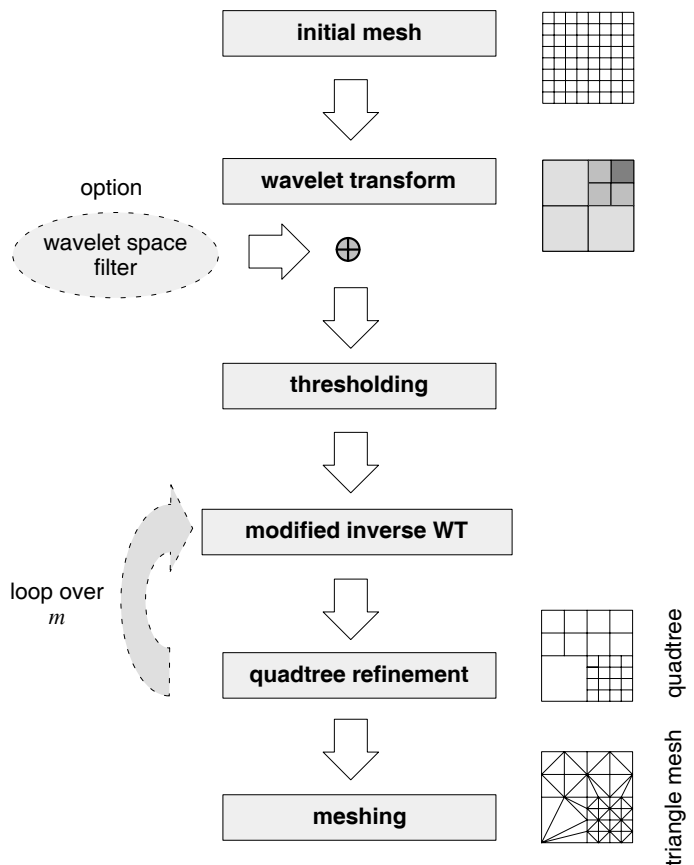 initial mesh
wavelet transform
option
wavelet space
filter
thresholding
modified inverse WT
loop over
m
quadtree refinement
quadtree
meshing
triangle mesh